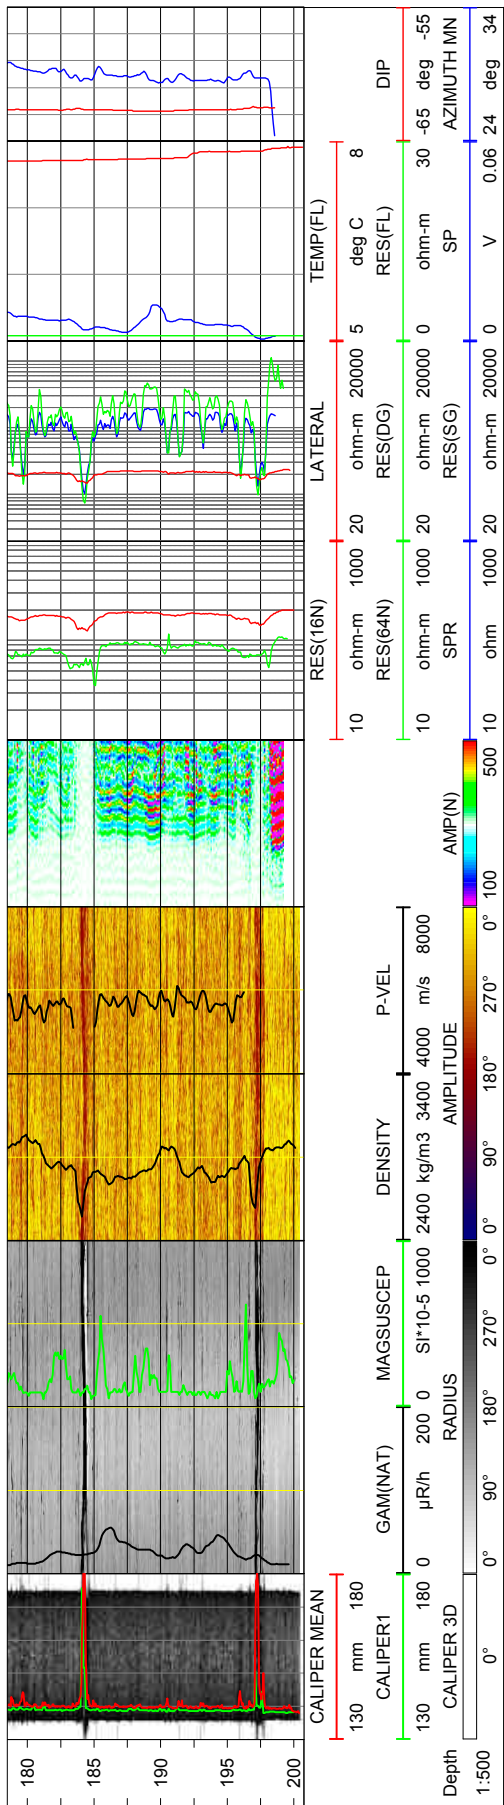 180
185
190
195
200
Depth
1:500
CALIPER MEAN
130 mm 180
CALIPER1
130 mm 180
CALIPER 3D
0°
GAM(NAT)
0 µR/h 200
RADIUS
0° 90° 180° 270° 0°
MAGSUSCEP
0 SI*10-5 1000
DENSITY
2400 kg/m3 3400
AMPLITUDE
0° 90° 180° 270° 0°
P-VEL
4000 m/s 8000
AMP(N)
100 500
RES(16N)
10 ohm-m 1000
RES(64N)
10 ohm-m 1000
SPR
10 ohm 1000
LATERAL
20 ohm-m 20000
RES(DG)
20 ohm-m 20000
RES(SG)
20 ohm-m 20000
TEMP(FL)
5 deg C 8
RES(FL)
0 ohm-m 30
SP
0 V 0.06
DIP
-65 deg -55
AZIMUTH MN
24 deg 34